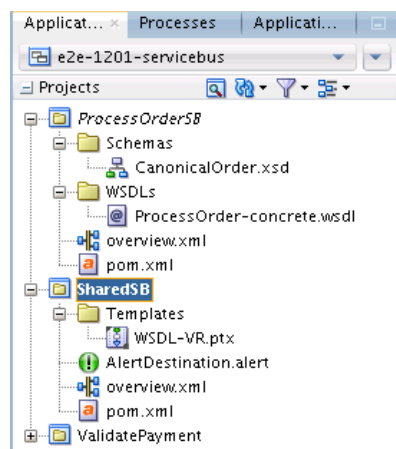 Applicat...
Processes
Applicati...
e2e-1201-servicebus
Projects
ProcessOrderSB
Schemas
CanonicalOrder.xsd
WSDLs
ProcessOrder-concrete.wsdl
overview.xml
pom.xml
SharedSB
Templates
WSDL-VR.ptx
AlertDestination.alert
overview.xml
pom.xml
ValidatePayment